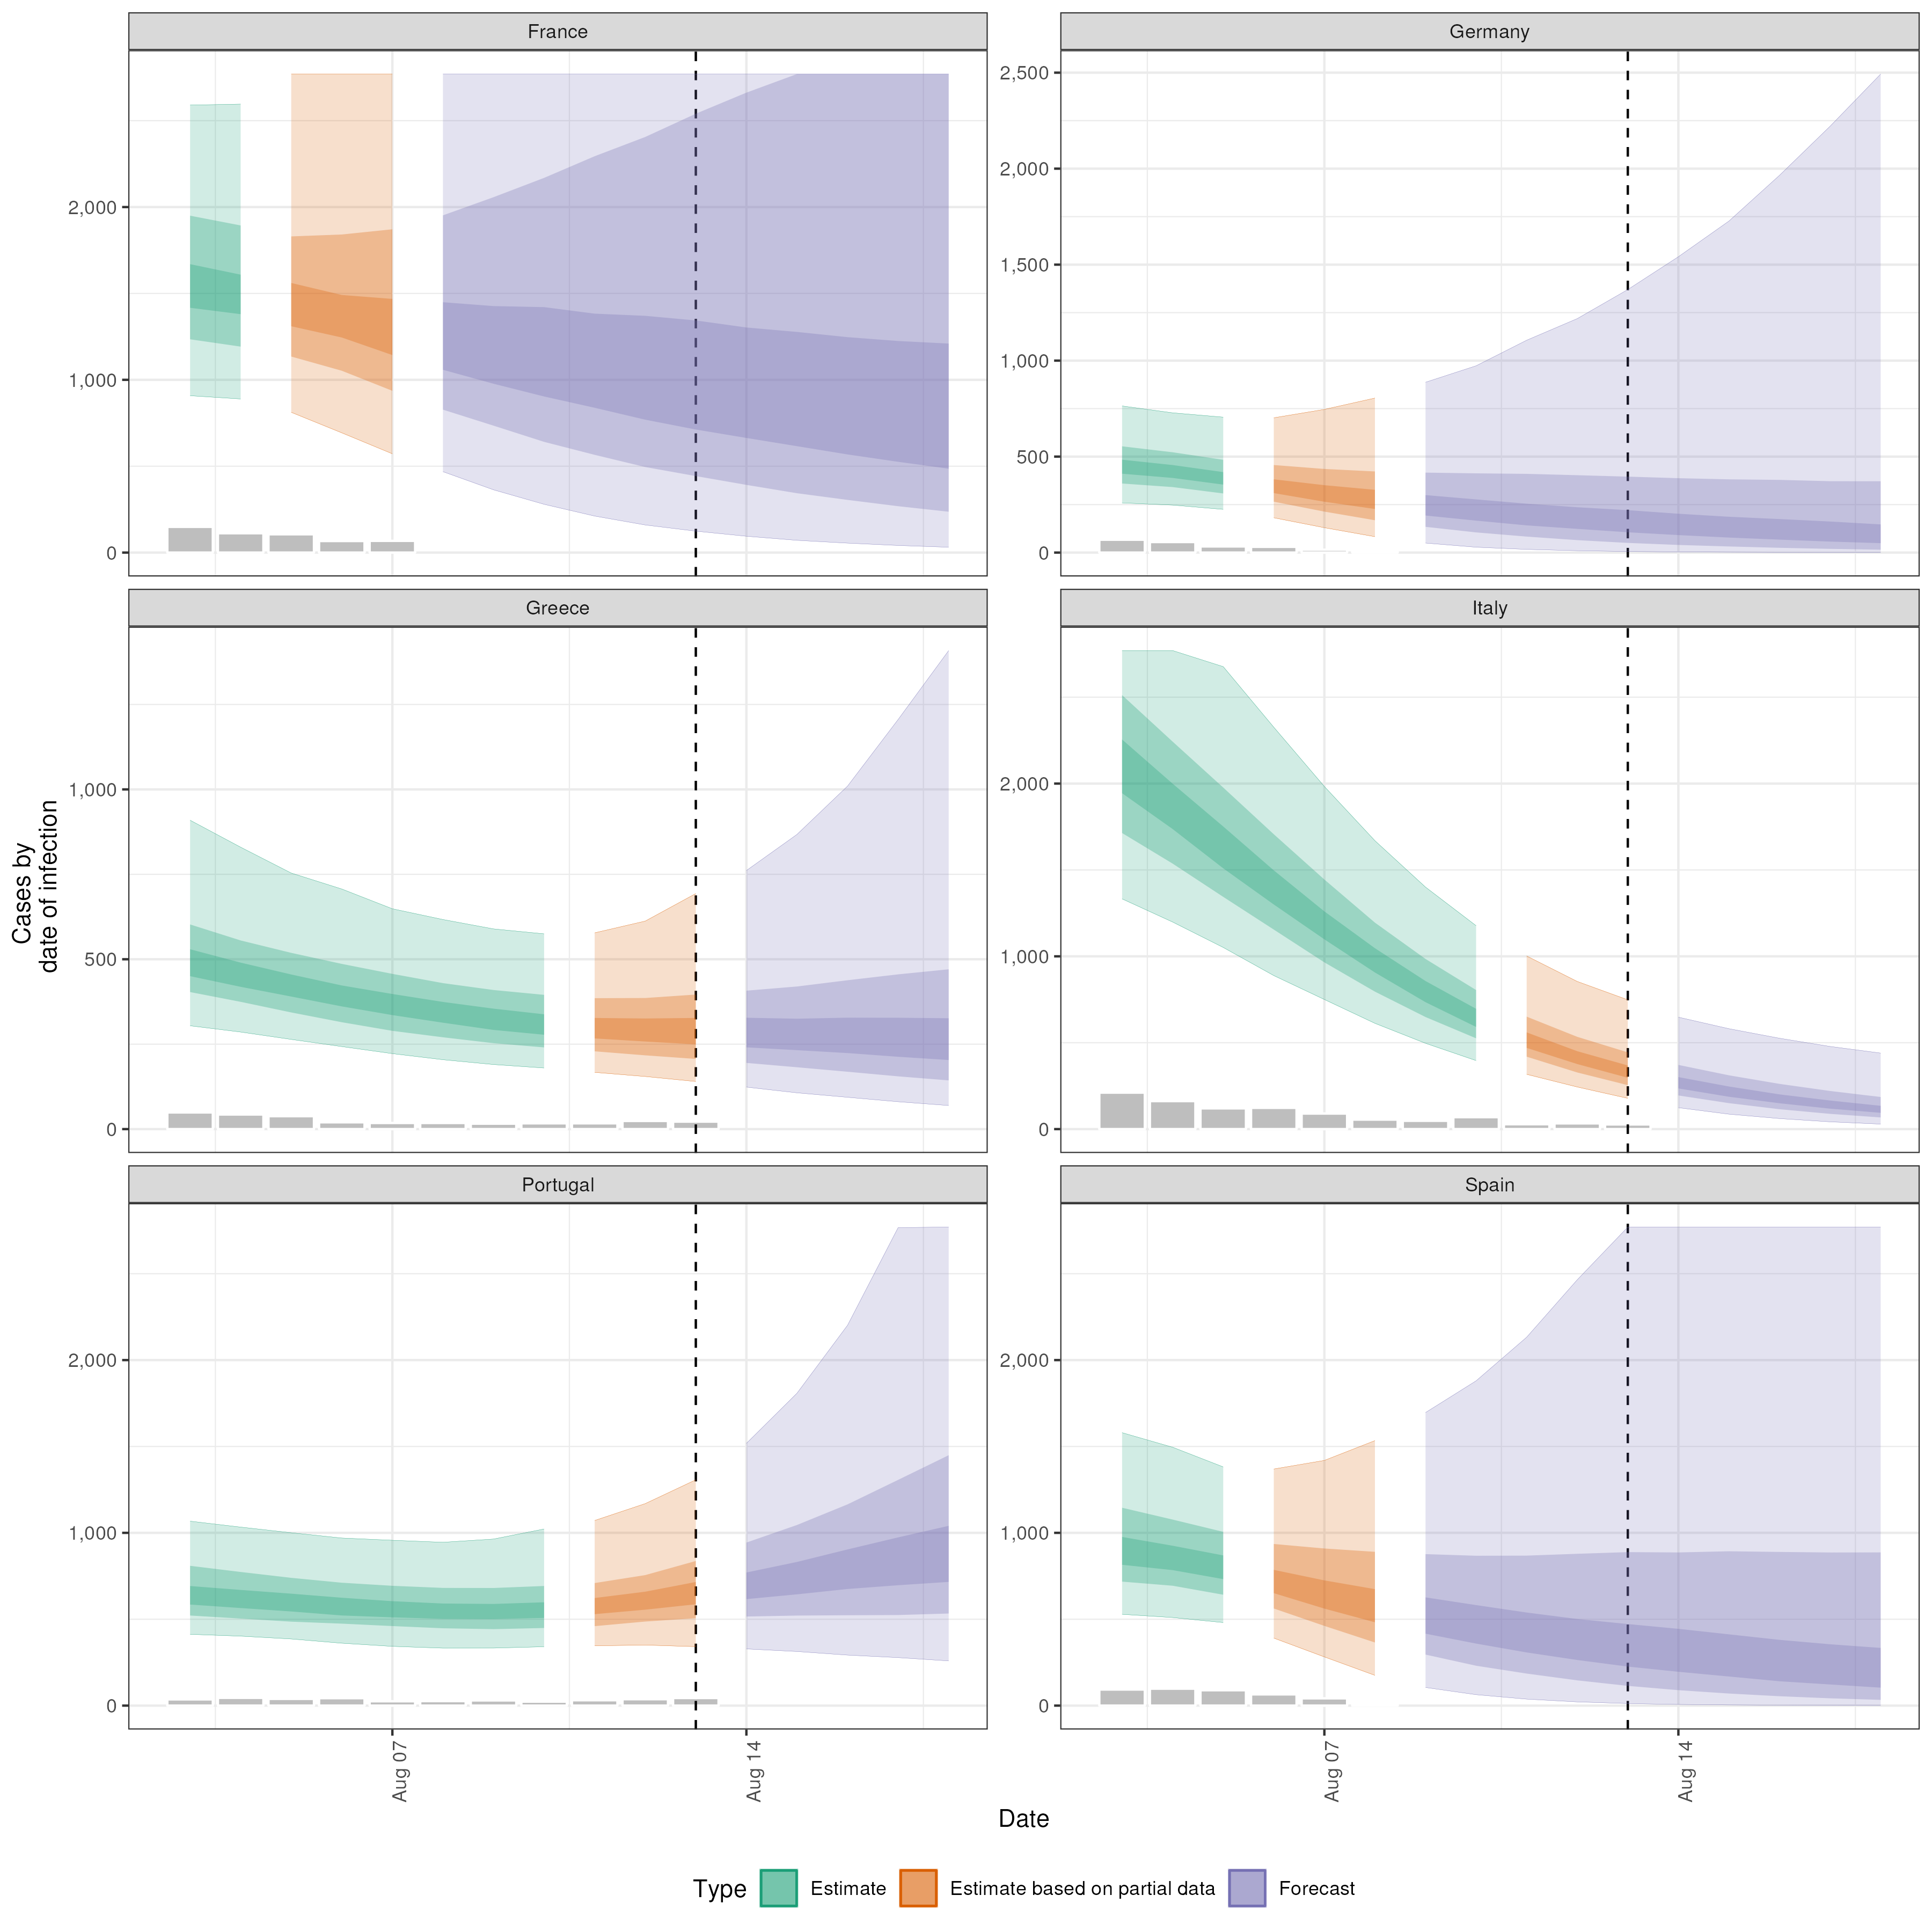 France
Germany
2,000
1,000
0
2,500
2,000
1,500
1,000
500
0
Greece
Italy
1,000
500
0
2,000
1,000
0
Portugal
Spain
2,000
1,000
0
2,000
1,000
0
Cases by
date of infection
Aug 07
Aug 14
Aug 07
Aug 14
Date
Type Estimate Estimate based on partial data Forecast